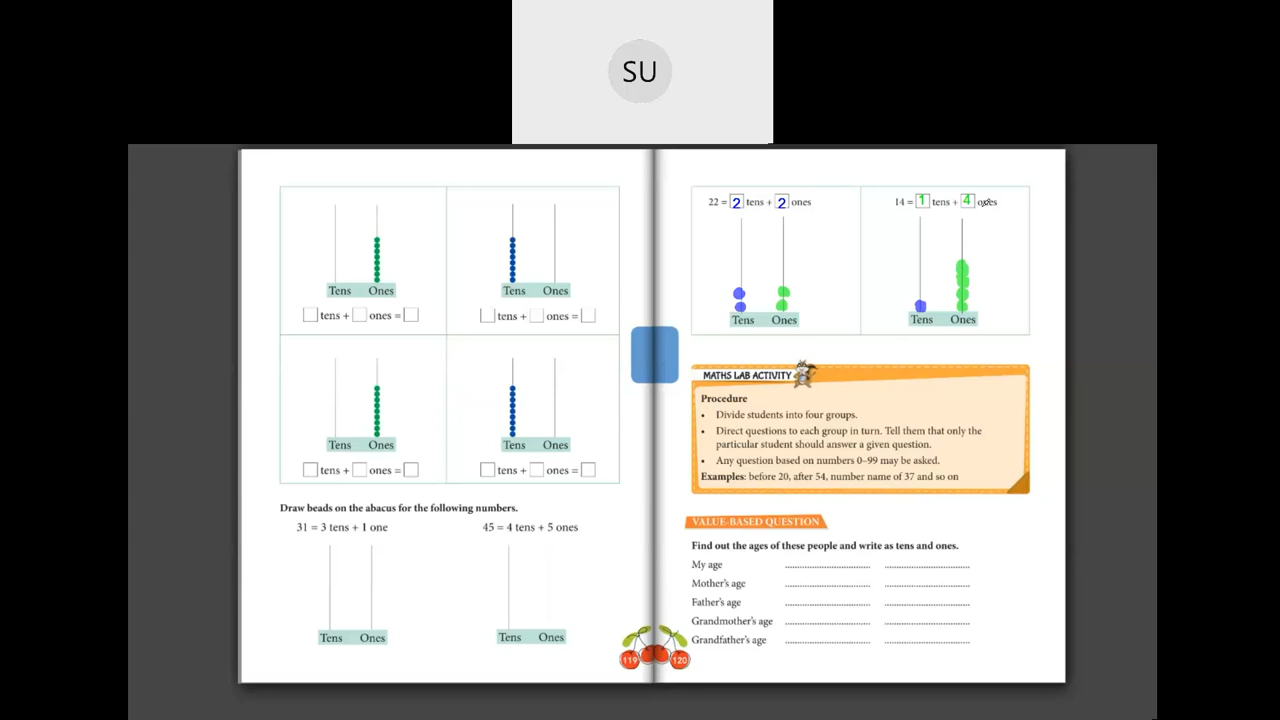 SU
Tens Ones
Tens Ones
tens + ones =
tens + ones =
Tens Ones
Tens Ones
tens + ones =
tens + ones =
Draw beads on the abacus for the following numbers.
31 = 3 tens + 1 one
45 = 4 tens + 5 ones
Tens Ones
Tens Ones
119
22 = 2 tens + 2 ones
14 = 1 tens + 4 ones
Tens Ones
Tens Ones
MATHS LAB ACTIVITY
Procedure
• Divide students into four groups.
• Direct questions to each group in turn. Tell them that only the
particular student should answer a given question.
• Any question based on numbers 0–99 may be asked.
Examples: before 20, after 54, number name of 37 and so on
VALUE-BASED QUESTION
Find out the ages of these people and write as tens and ones.
My age
Mother's age
Father's age
Grandmother's age
Grandfather's age
120